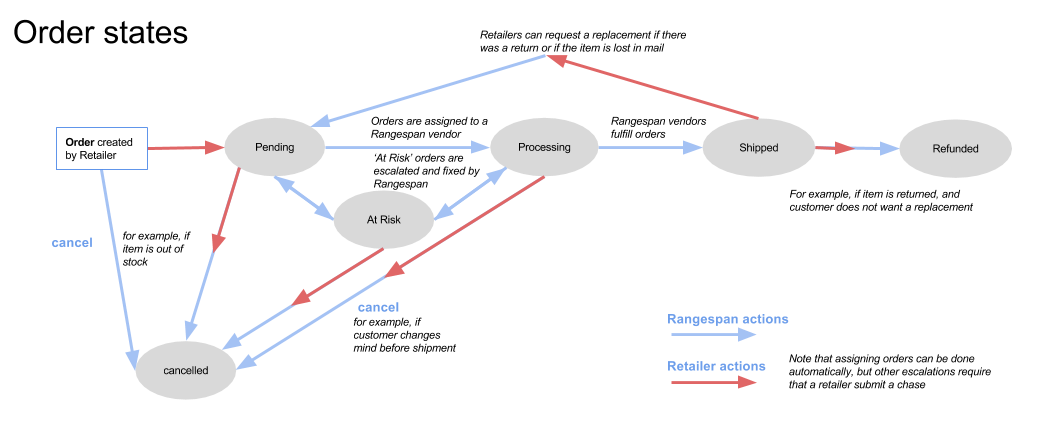 Order states
Retailers can request a replacement if there
was a return or if the item is lost in mail
Order created
by Retailer
Pending
Orders are assigned to a
Rangespan vendor
Processing
Rangespan vendors
fulfill orders
Shipped
Refunded
'At Risk' orders are
escalated and fixed by
Rangespan
At Risk
For example, if item is returned, and
customer does not want a replacement
cancel
for example, if
item is out of
stock
cancel
for example, if
customer changes
mind before shipment
cancelled
Rangespan actions
Retailer actions
Note that assigning orders can be done
automatically, but other escalations require
that a retailer submit a chase